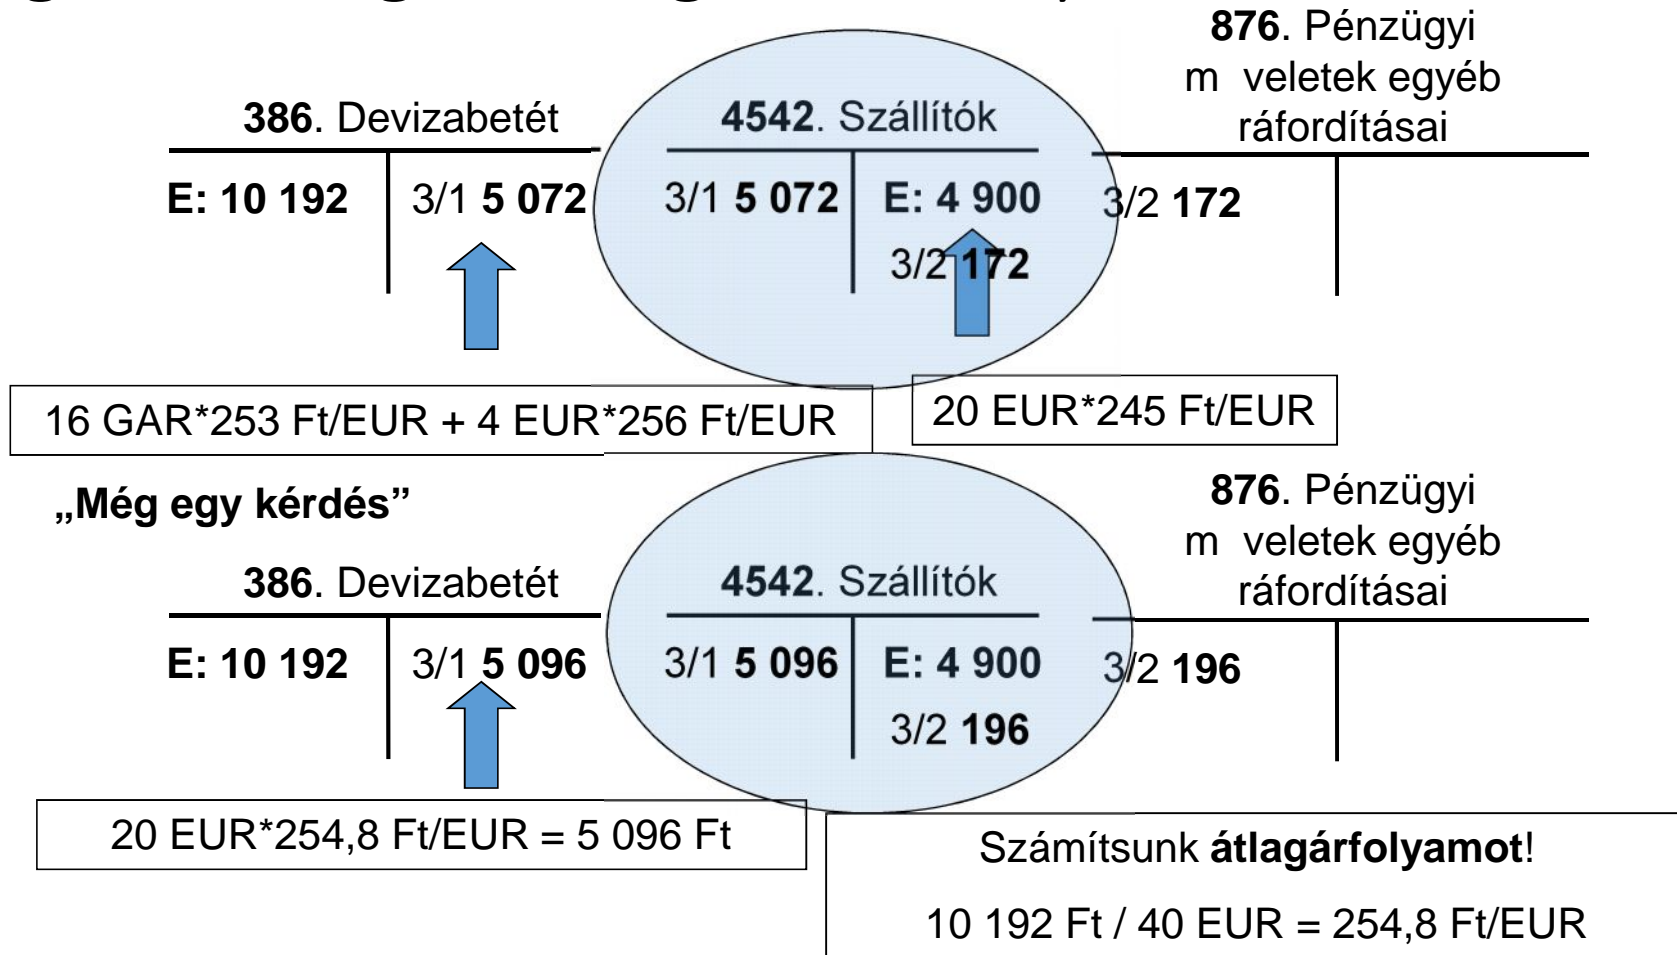 876. Pénzügyi
m veletek egyéb
ráfordításai
386. Devizabetét
4542. Szállítók
E: 10 192
3/1 5 072
3/1 5 072
E: 4 900
3/2 172
3/2 172
16 GAR*253 Ft/EUR + 4 EUR*256 Ft/EUR
20 EUR*245 Ft/EUR
„Még egy kérdés”
876. Pénzügyi
m veletek egyéb
ráfordításai
386. Devizabetét
4542. Szállítók
E: 10 192
3/1 5 096
3/1 5 096
E: 4 900
3/2 196
3/2 196
20 EUR*254,8 Ft/EUR = 5 096 Ft
Számítsunk átlagárfolyamot!
10 192 Ft / 40 EUR = 254,8 Ft/EUR